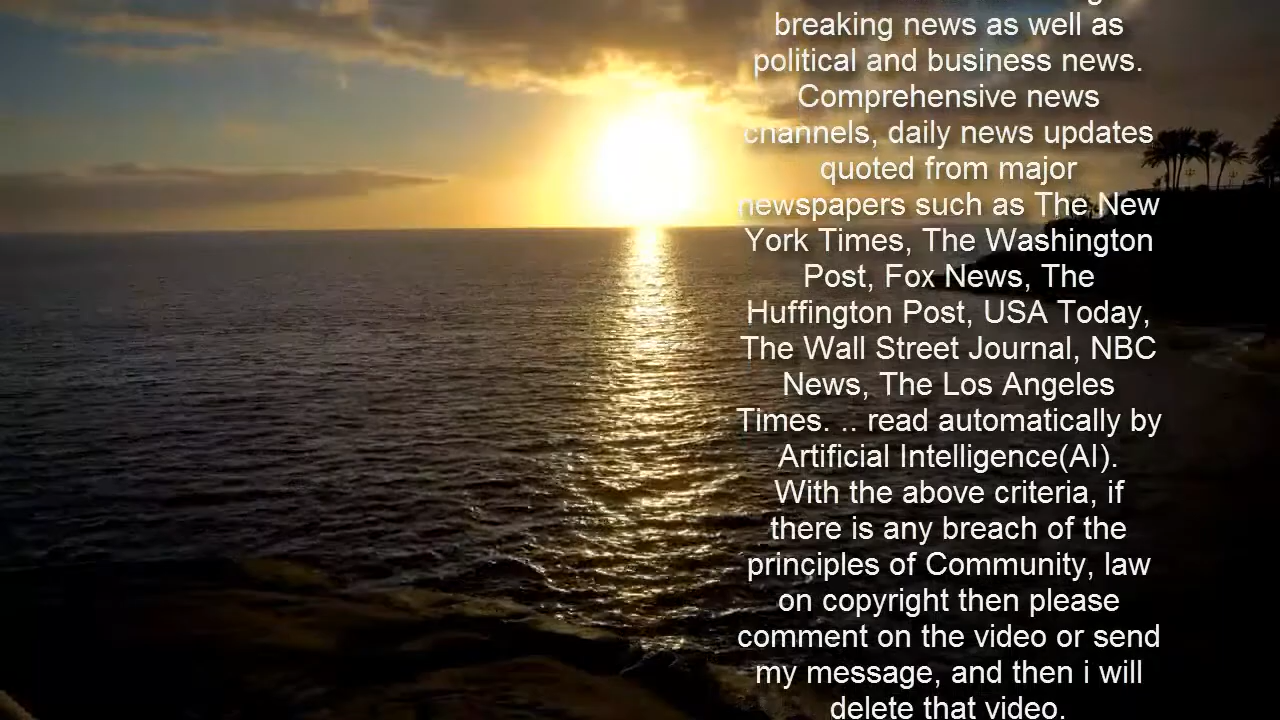 breaking news as well as
political and business news.
Comprehensive news
channels, daily news updates
quoted from major
newspapers such as The New
York Times, The Washington
Post, Fox News, The
Huffington Post, USA Today,
The Wall Street Journal, NBC
News, The Los Angeles
Times. .. read automatically by
Artificial Intelligence(AI).
With the above criteria, if
there is any breach of the
principles of Community, law
on copyright then please
comment on the video or send
my message, and then i will
delete that video.